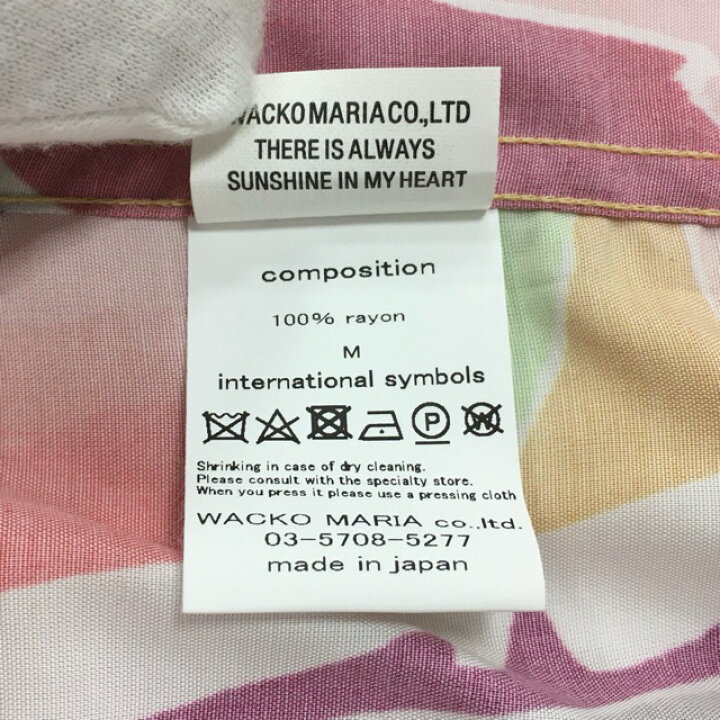 WACKO MARIA CO.,LTD
THERE IS ALWAYS
SUNSHINE IN MY HEART
composition
100% rayon
M
international symbols
P W
Shrinking in case of dry cleaning.
Please consult with the specialty store.
When you press it please use a pressing cloth
WACKO MARIA co.,ltd.
03-5708-5277
made in japan